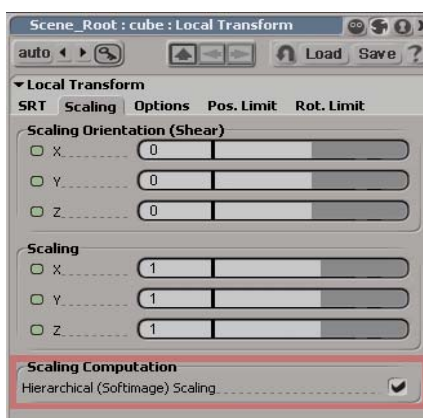 Scene_Root : cube : Local Transform
auto Load Save ?
Local Transform
SRT Scaling Options Pos. Limit Rot. Limit
Scaling Orientation (Shear)
X 0
Y 0
Z 0
Scaling
X 1
Y 1
Z 1
Scaling Computation
Hierarchical (Softimage) Scaling